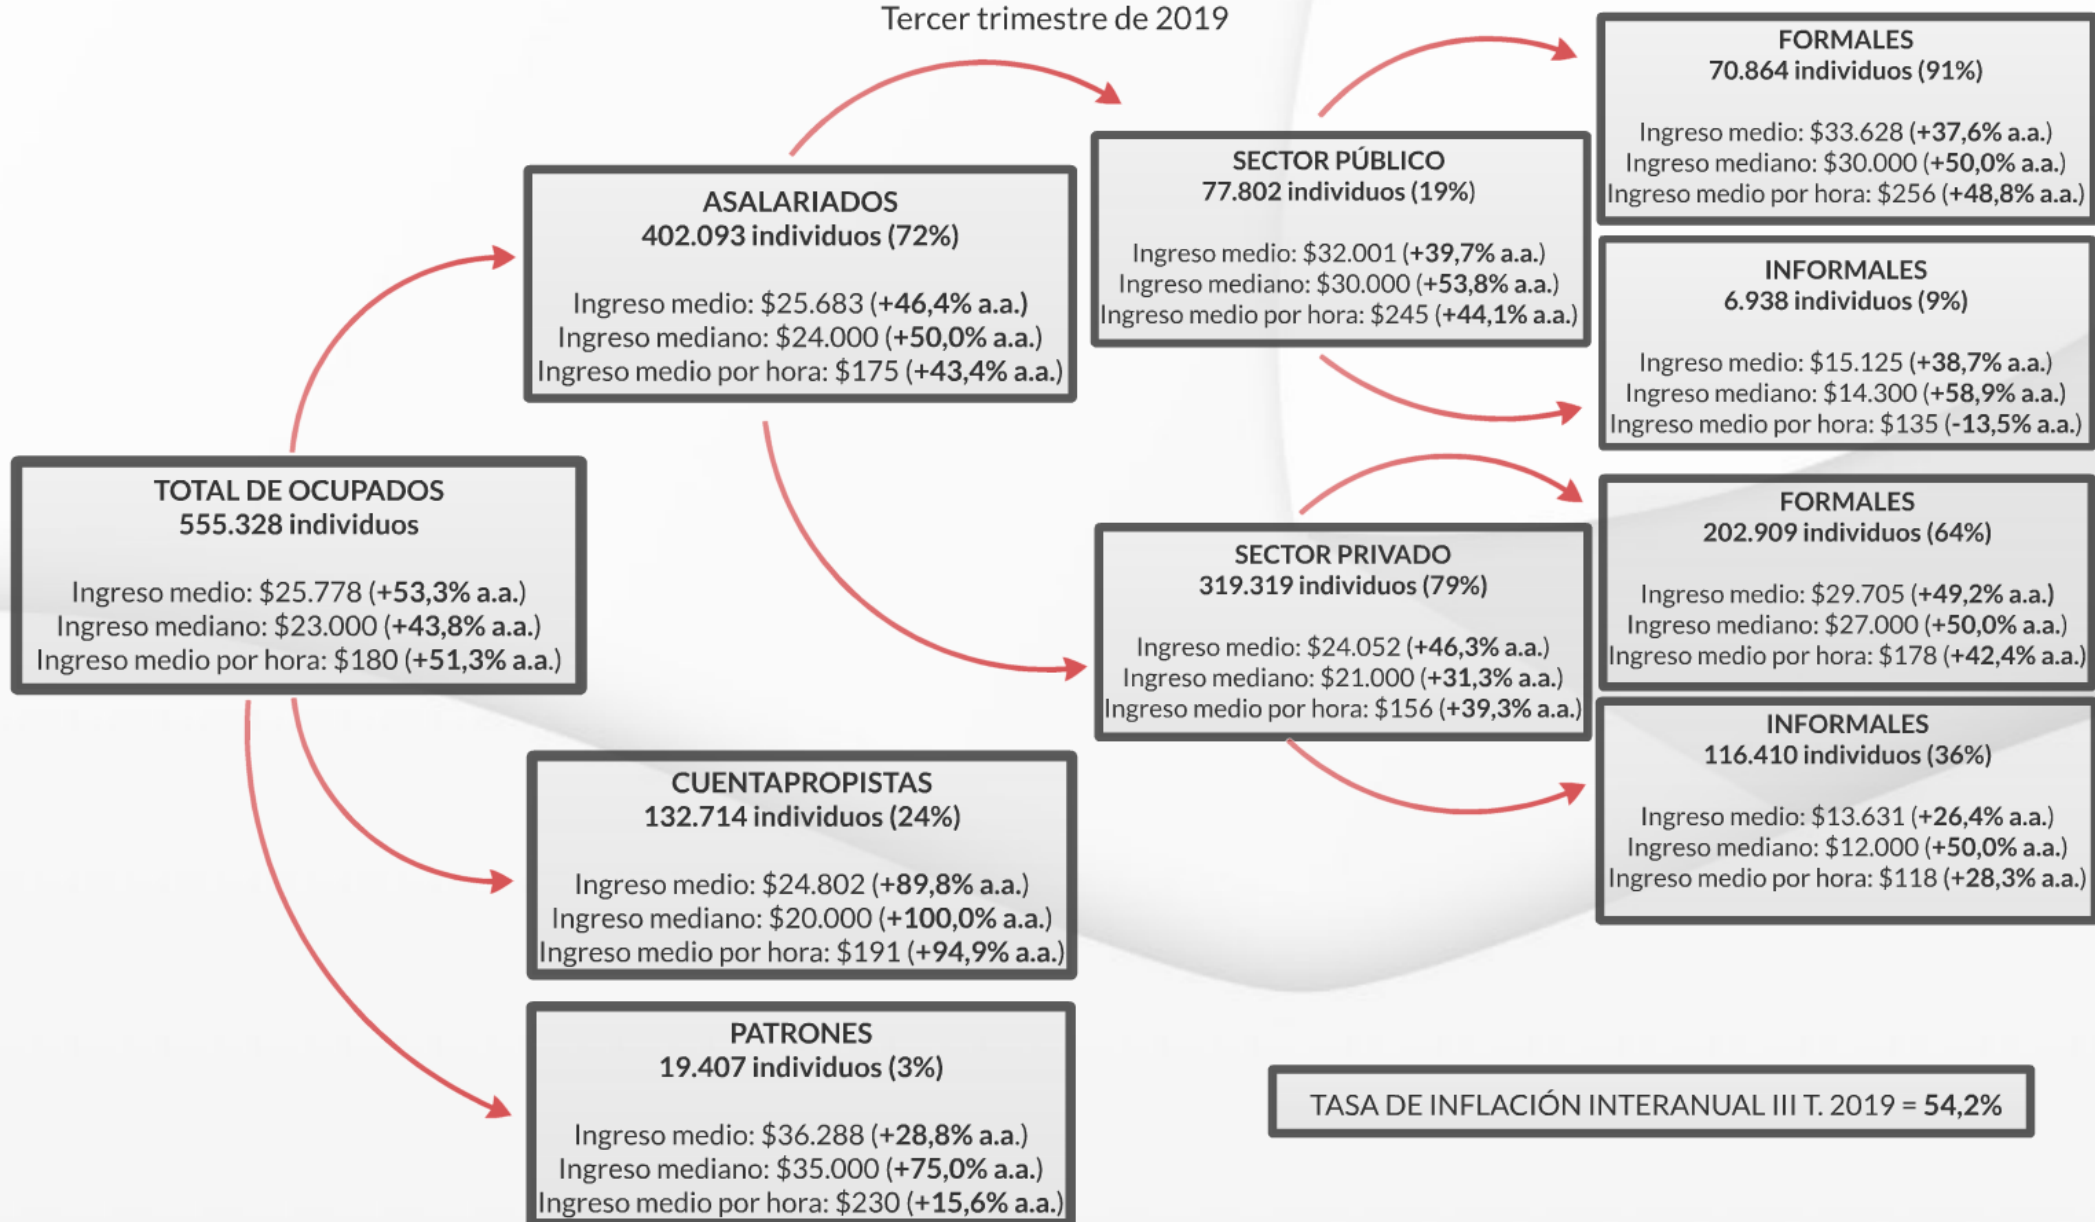 Tercer trimestre de 2019
TOTAL DE OCUPADOS
555.328 individuos
Ingreso medio: $25.778 (+53,3% a.a.)
Ingreso mediano: $23.000 (+43,8% a.a.)
Ingreso medio por hora: $180 (+51,3% a.a.)
ASALARIADOS
402.093 individuos (72%)
Ingreso medio: $25.683 (+46,4% a.a.)
Ingreso mediano: $24.000 (+50,0% a.a.)
Ingreso medio por hora: $175 (+43,4% a.a.)
CUENTAPROPISTAS
132.714 individuos (24%)
Ingreso medio: $24.802 (+89,8% a.a.)
Ingreso mediano: $20.000 (+100,0% a.a.)
Ingreso medio por hora: $191 (+94,9% a.a.)
PATRONES
19.407 individuos (3%)
Ingreso medio: $36.288 (+28,8% a.a.)
Ingreso mediano: $35.000 (+75,0% a.a.)
Ingreso medio por hora: $230 (+15,6% a.a.)
SECTOR PÚBLICO
77.802 individuos (19%)
Ingreso medio: $32.001 (+39,7% a.a.)
Ingreso mediano: $30.000 (+53,8% a.a.)
Ingreso medio por hora: $245 (+44,1% a.a.)
SECTOR PRIVADO
319.319 individuos (79%)
Ingreso medio: $24.052 (+46,3% a.a.)
Ingreso mediano: $21.000 (+31,3% a.a.)
Ingreso medio por hora: $156 (+39,3% a.a.)
FORMALES
70.864 individuos (91%)
Ingreso medio: $33.628 (+37,6% a.a.)
Ingreso mediano: $30.000 (+50,0% a.a.)
Ingreso medio por hora: $256 (+48,8% a.a.)
INFORMALES
6.938 individuos (9%)
Ingreso medio: $15.125 (+38,7% a.a.)
Ingreso mediano: $14.300 (+58,9% a.a.)
Ingreso medio por hora: $135 (-13,5% a.a.)
FORMALES
202.909 individuos (64%)
Ingreso medio: $29.705 (+49,2% a.a.)
Ingreso mediano: $27.000 (+50,0% a.a.)
Ingreso medio por hora: $178 (+42,4% a.a.)
INFORMALES
116.410 individuos (36%)
Ingreso medio: $13.631 (+26,4% a.a.)
Ingreso mediano: $12.000 (+50,0% a.a.)
Ingreso medio por hora: $118 (+28,3% a.a.)
TASA DE INFLACIÓN INTERANUAL III T. 2019 = 54,2%